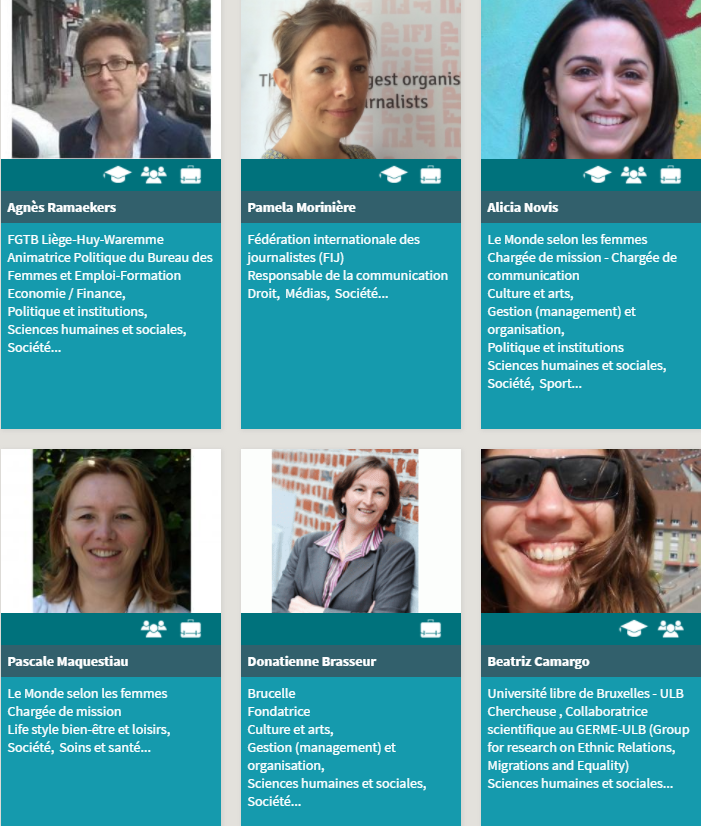 Th
gest organis
rnalists
Agnès Ramaekers
FGTB Liège-Huy-Waremme
Animatrice Politique du Bureau des
Femmes et Emploi-Formation
Economie / Finance,
Politique et institutions,
Sciences humaines et sociales,
Société...
Pamela Morinière
Fédération internationale des
journalistes (FIJ)
Responsable de la communication
Droit, Médias, Société...
Alicia Novis
Le Monde selon les femmes
Chargée de mission - Chargée de
communication
Culture et arts,
Gestion (management) et
organisation,
Politique et institutions
Sciences humaines et sociales,
Société, Sport...
Pascale Maquestiau
Le Monde selon les femmes
Chargée de mission
Life style bien-être et loisirs,
Société, Soins et santé...
Donatienne Brasseur
Brucelle
Fondatrice
Culture et arts,
Gestion (management) et
organisation,
Sciences humaines et sociales,
Société...
Beatriz Camargo
Université libre de Bruxelles - ULB
Chercheuse , Collaboratrice
scientifique au GERME-ULB (Group
for research on Ethnic Relations,
Migrations and Equality)
Sciences humaines et sociales...